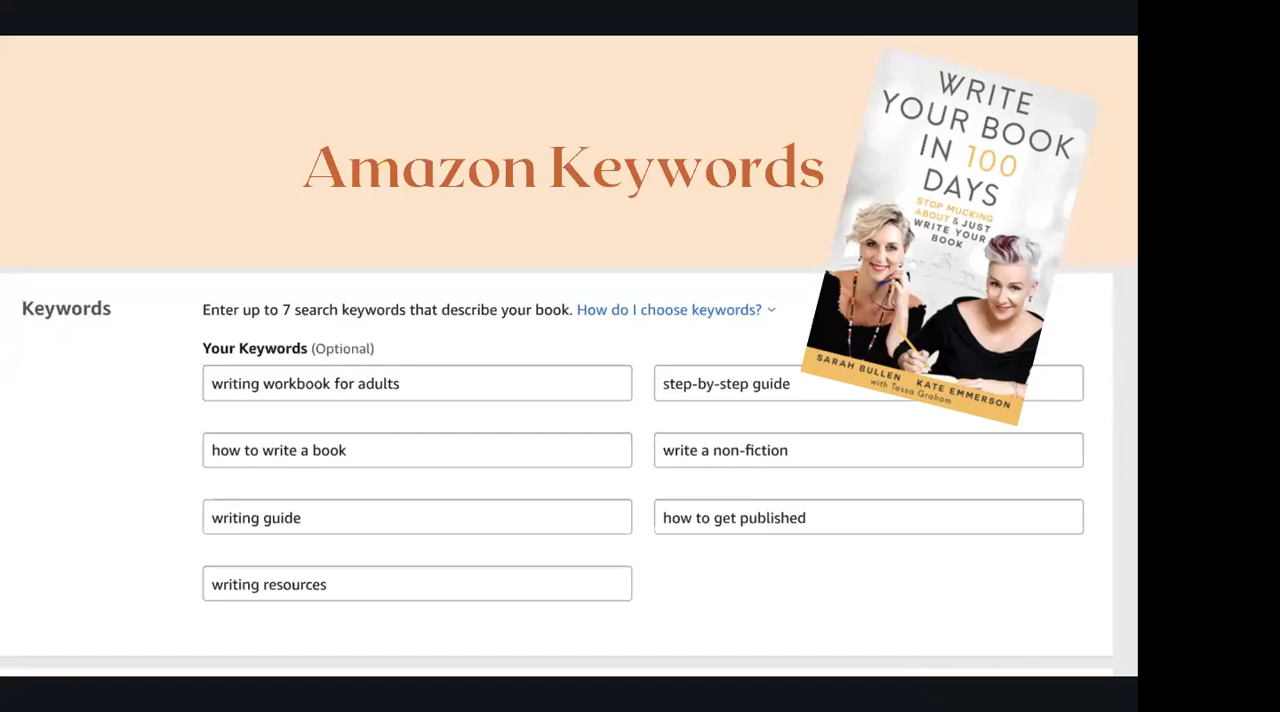 Amazon Keywords
WRITE
YOUR BOOK
IN 100
DAYS
STOP MUCKING
ABOUT & JUST
WRITE YOUR
BOOK
SARAH BULLEN KATE EMMERSON
with Tessa Graham
Keywords
Enter up to 7 search keywords that describe your book. How do I choose keywords?
Your Keywords (Optional)
writing workbook for adults
step-by-step guide
how to write a book
write a non-fiction
writing guide
how to get published
writing resources